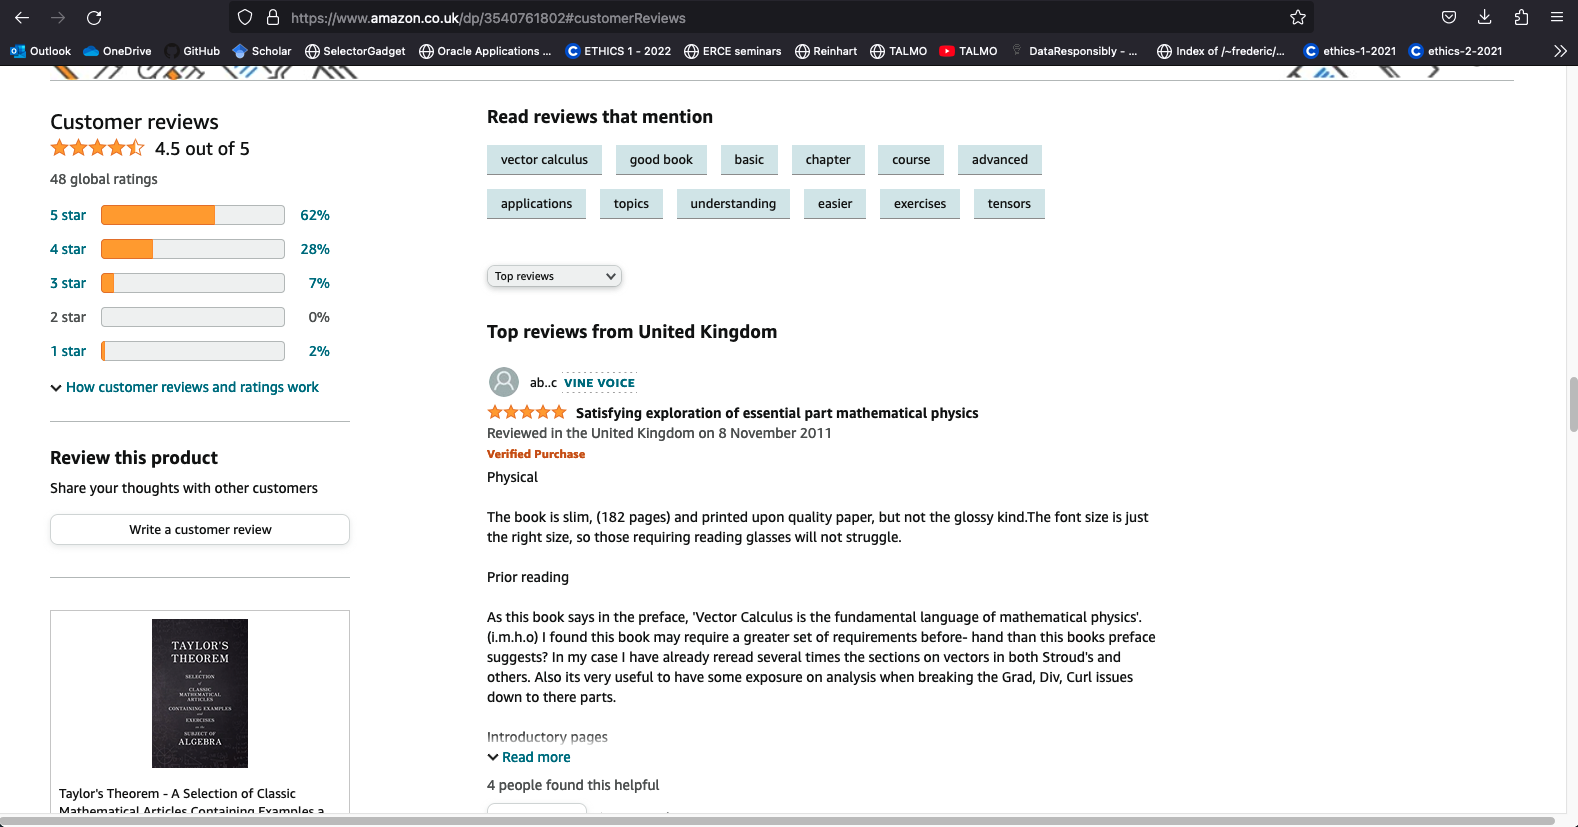 https://www.amazon.co.uk/dp/3540761802#customerReviews
Outlook OneDrive GitHub Scholar SelectorGadget Oracle Applications ... ETHICS 1 - 2022 ERCE seminars Reinhart TALMO TALMO DataResponsibly - ... Index of /~frederic/... ethics-1-2021 ethics-2-2021
Customer reviews
4.5 out of 5
48 global ratings
5 star 62%
4 star 28%
3 star 7%
2 star 0%
1 star 2%
How customer reviews and ratings work
Review this product
Share your thoughts with other customers
Write a customer review
TAYLOR'S
THEOREM
A
SELECTION
of
CLASSIC
MATHEMATICAL
ARTICLES
CONTAINING EXAMPLES
and
EXERCISES
on the
SUBJECT OF
ALGEBRA
Taylor's Theorem - A Selection of Classic
Mathematical Articles Containing Examples a
Read reviews that mention
vector calculus good book basic chapter course advanced
applications topics understanding easier exercises tensors
Top reviews
Top reviews from United Kingdom
ab..c VINE VOICE
Satisfying exploration of essential part mathematical physics
Reviewed in the United Kingdom on 8 November 2011
Verified Purchase
Physical
The book is slim, (182 pages) and printed upon quality paper, but not the glossy kind.The font size is just
the right size, so those requiring reading glasses will not struggle.
Prior reading
As this book says in the preface, 'Vector Calculus is the fundamental language of mathematical physics'.
(i.m.h.o) I found this book may require a greater set of requirements before- hand than this books preface
suggests? In my case I have already reread several times the sections on vectors in both Stroud's and
others. Also its very useful to have some exposure on analysis when breaking the Grad, Div, Curl issues
down to there parts.
Introductory pages
Read more
4 people found this helpful